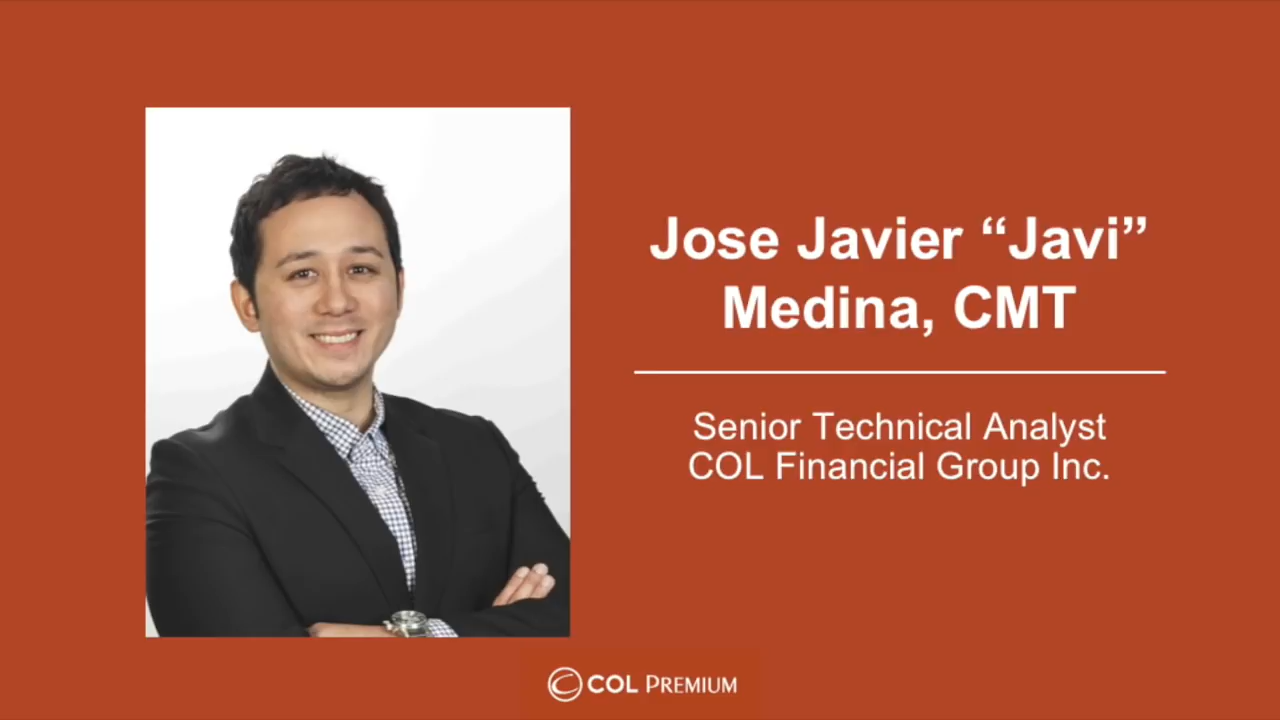 Jose Javier “Javi”
Medina, CMT
Senior Technical Analyst
COL Financial Group Inc.
COL PREMIUM